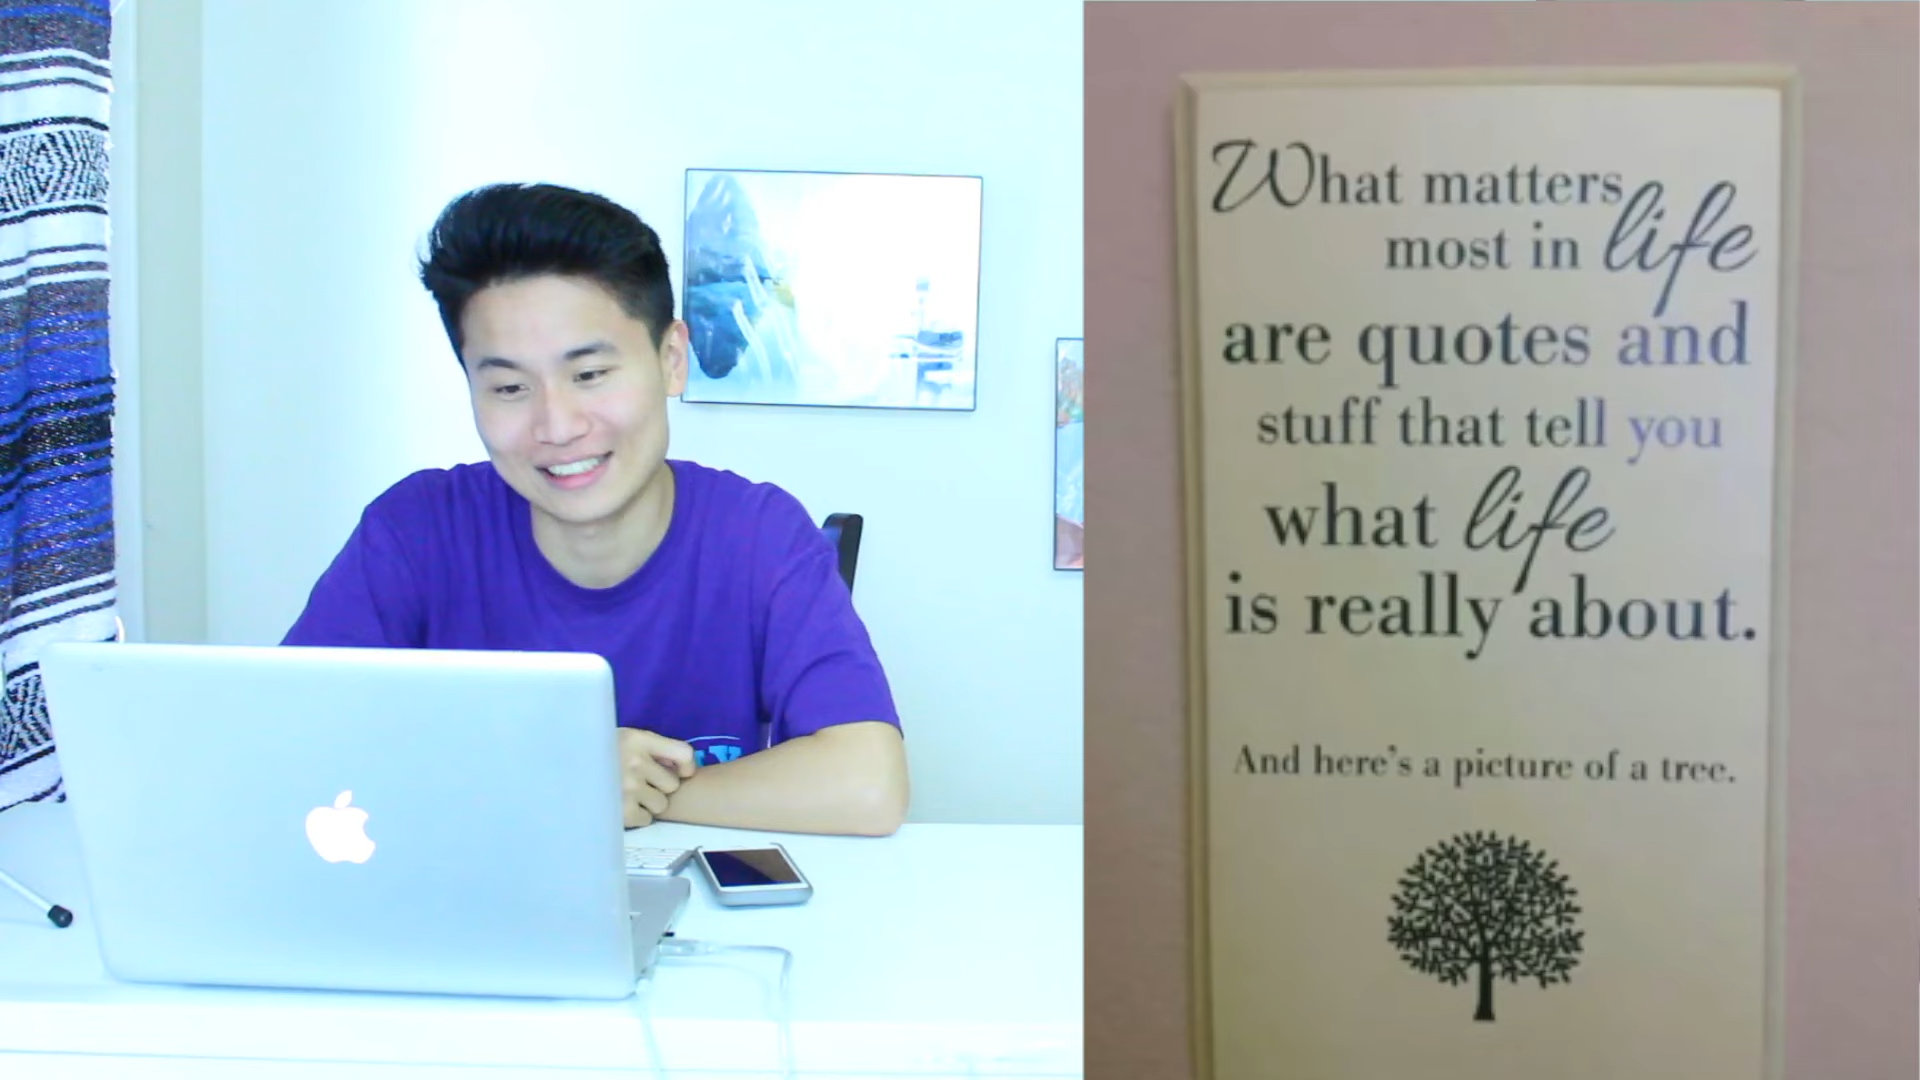 What matters
most in life
are quotes and
stuff that tell you
what life
is really about.
And here's a picture of a tree.